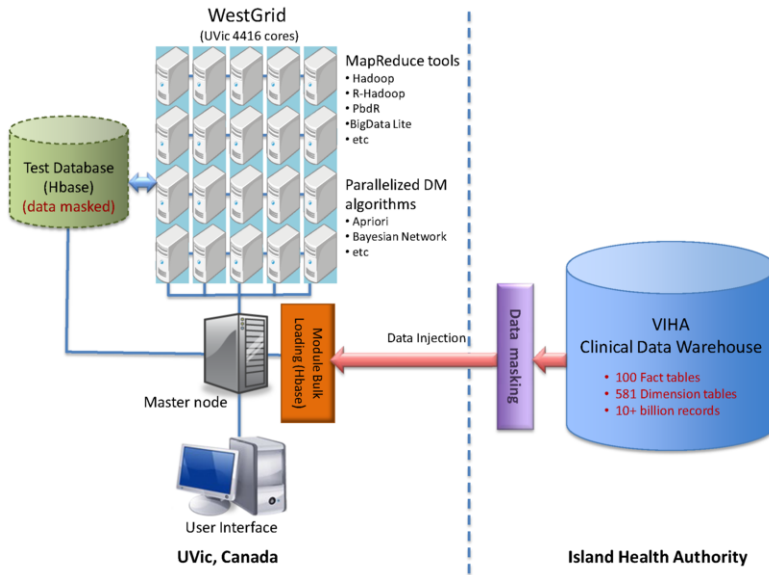 WestGrid
(UVic 4416 cores)
MapReduce tools
• Hadoop
• R-Hadoop
• PbdR
•BigData Lite
• etc
Test Database
(Hbase)
(data masked)
Parallelized DM
algorithms
• Apriori
• Bayesian Network
• etc
Module Bulk
Loading (Hbase)
Data Injection
Data masking
VIHA
Clinical Data Warehouse
• 100 Fact tables
• 581 Dimension tables
• 10+ billion records
Master node
User Interface
UVic, Canada
Island Health Authority